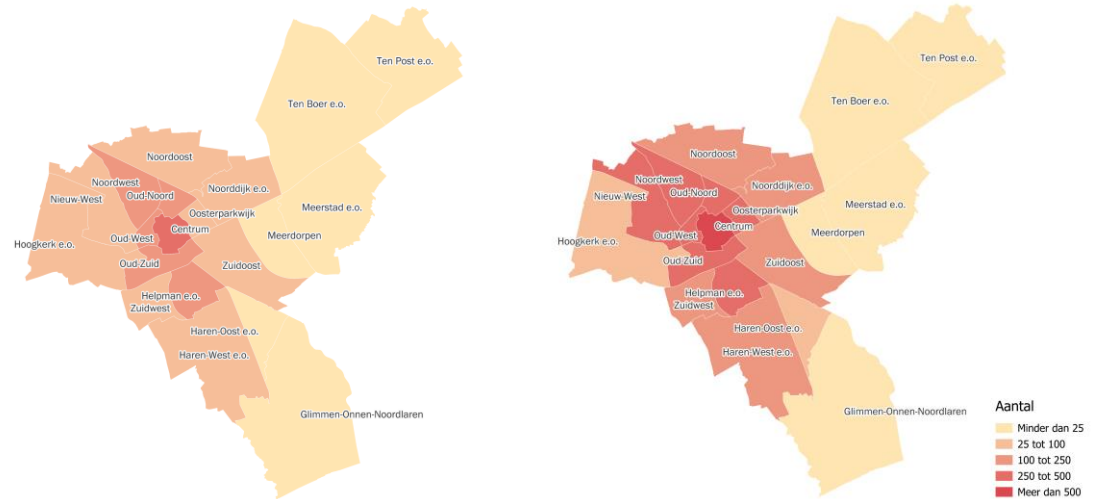 Ten Post e.o.
Ten Boer e.o.
Noordoost
Noordwest
Oud-Noord
Noorddijk e.o.
Nieuw-West
Oosterparkwijk
Meerstad e.o.
Centrum
Meerdorpen
Oud-West
Hoogkerk e.o.
Oud-Zuid
Zuidoost
Helpman e.o.
Zuidwest
Haren-Oost e.o.
Haren-West e.o.
Glimmen-Onnen-Noordlaren
Ten Post e.o.
Ten Boer e.o.
Noordoost
Noordwest
Oud-Noord
Noorddijk e.o.
Nieuw-West
Oosterparkwijk
Meerstad e.o.
Centrum
Meerdorpen
Oud-West
Hoogkerk e.o.
Oud-Zuid
Zuidoost
Helpman e.o.
Zuidwest
Haren-Oost e.o.
Haren-West e.o.
Glimmen-Onnen-Noordlaren
Aantal
Minder dan 25
25 tot 100
100 tot 250
250 tot 500
Meer dan 500